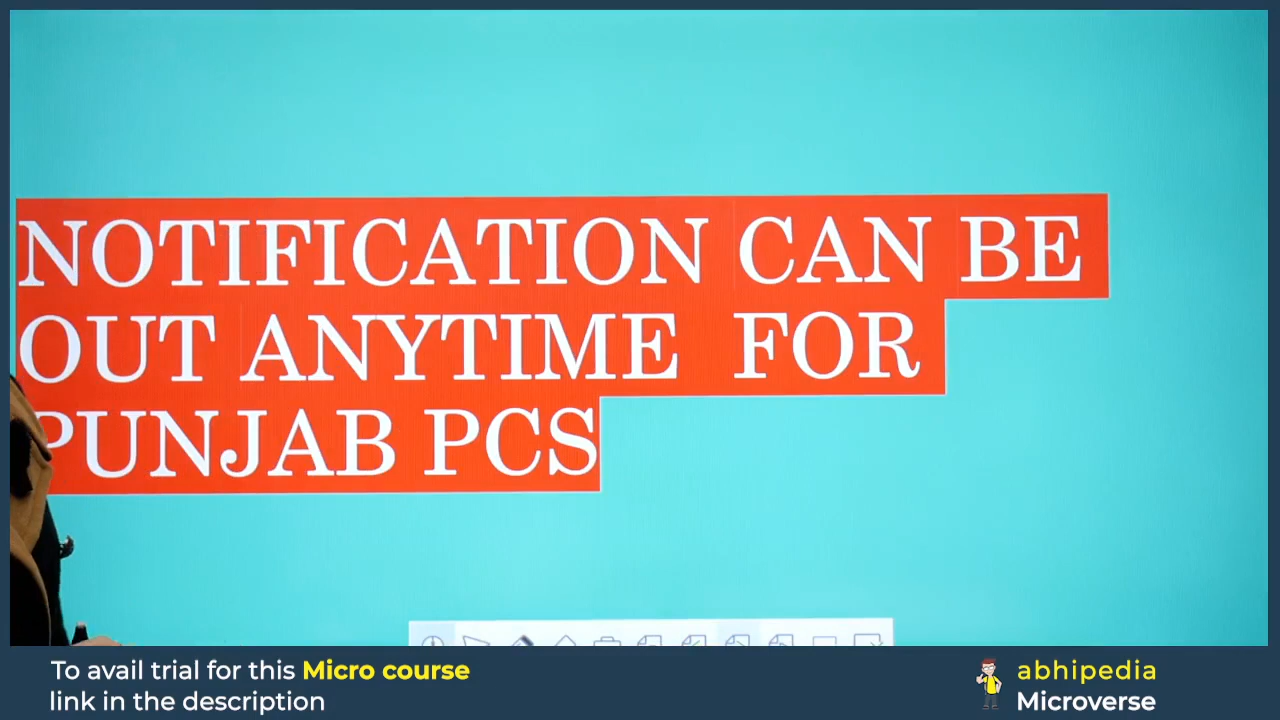 NOTIFICATION CAN BE
OUT ANYTIME FOR
PUNJAB PCS
To avail trial for this Micro course
link in the description
abhipedia
Microverse